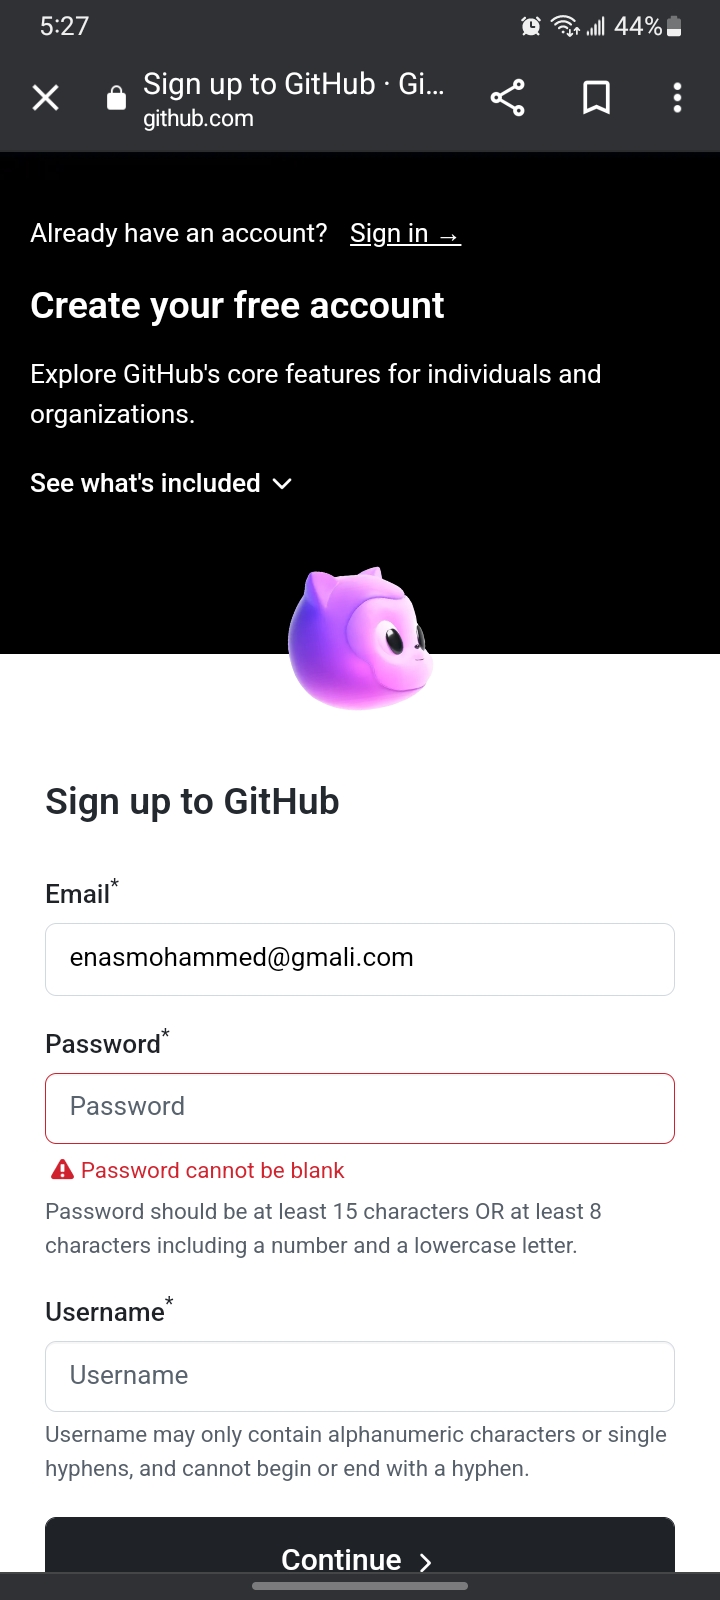 5:27
44%
Sign up to GitHub · Gi...
github.com
Already have an account? Sign in →
Create your free account
Explore GitHub's core features for individuals and
organizations.
See what's included
Sign up to GitHub
Email*
enasmohammed@gmali.com
Password*
Password
Password cannot be blank
Password should be at least 15 characters OR at least 8
characters including a number and a lowercase letter.
Username*
Username
Username may only contain alphanumeric characters or single
hyphens, and cannot begin or end with a hyphen.
Continue